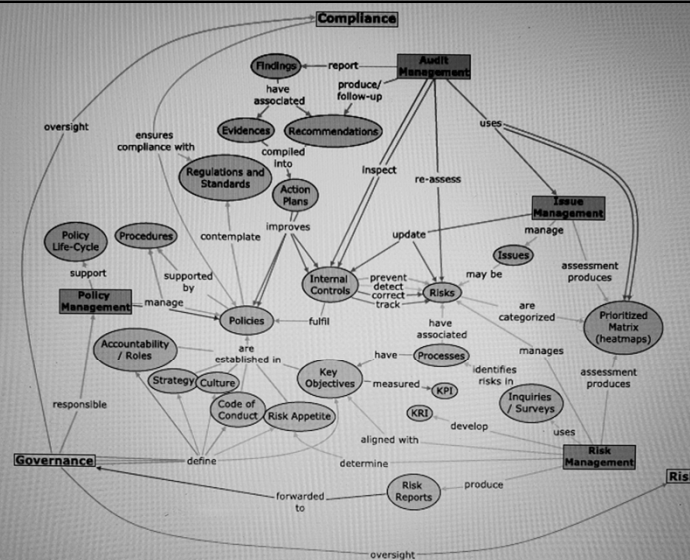 Compliance
Findings
report
Audit
Management
have
associated
produce/
follow-up
oversight
ensures
compliance with
Evidences
Recommendations
uses
compiled
into
Regulations and
Standards
inspect
re-assess
Action
Plans
Issue
Management
Policy
Life-Cycle
Procedures
contemplate
improves
update
manage
Issues
support
supported
by
Internal
Controls
prevent
detect
correct
track
Risks
may be
assessment
produces
Policy
Management
manage
Policies
fulfil
are
categorized
Prioritized
Matrix
(heatmaps)
Accountability
/ Roles
are
established in
have
associated
have
Processes
manages
Strategy
Culture
Key
Objectives
measured
KPI
identifies
risks in
assessment
produces
responsible
Code of
Conduct
Risk Appetite
KRI
develop
Inquiries
/ Surveys
uses
aligned with
Governance
define
determine
Risk
Management
Risk
Reports
produce
forwarded
to
Ris
oversight